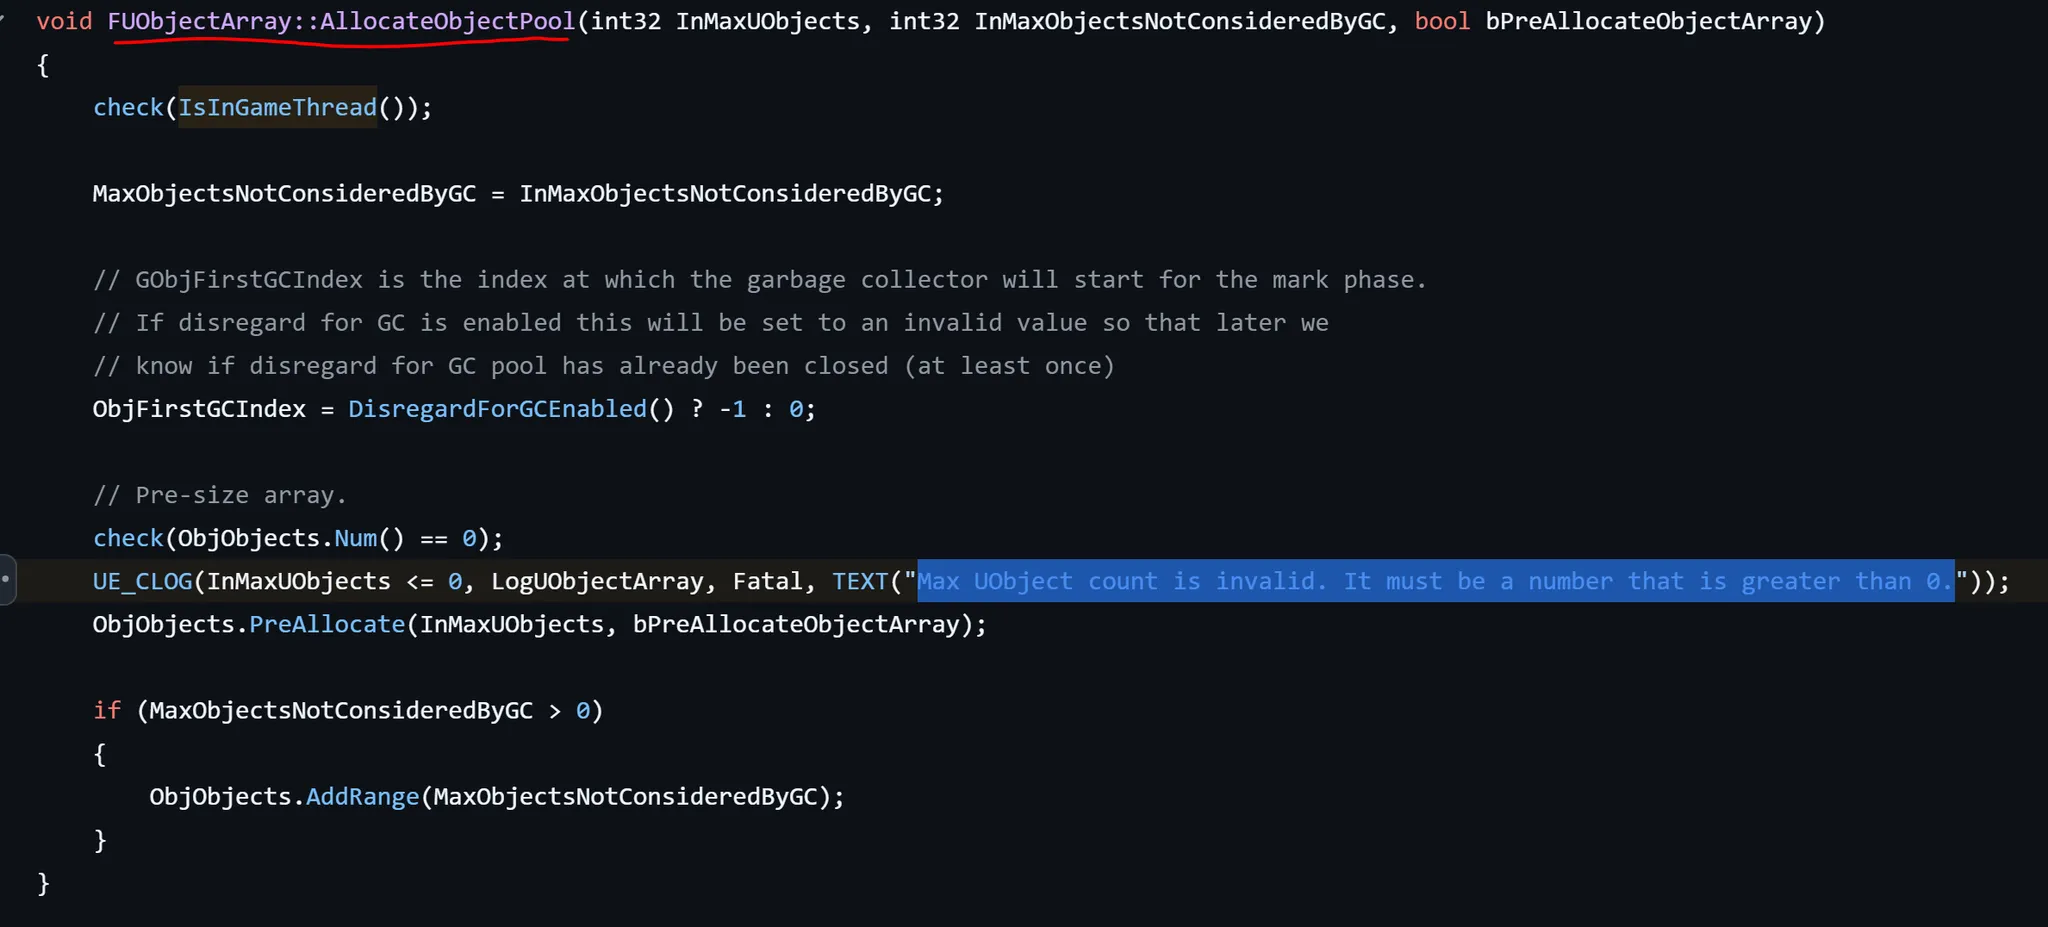 void FUObjectArray::AllocateObjectPool(int32 InMaxUObjects, int32 InMaxObjectsNotConsideredByGC, bool bPreAllocateObjectArray)
{
check(IsInGameThread());
MaxObjectsNotConsideredByGC = InMaxObjectsNotConsideredByGC;
// GObjFirstGCIndex is the index at which the garbage collector will start for the mark phase.
// If disregard for GC is enabled this will be set to an invalid value so that later we
// know if disregard for GC pool has already been closed (at least once)
ObjFirstGCIndex = DisregardForGCEnabled() ? -1 : 0;
// Pre-size array.
check(ObjObjects.Num() == 0);
UE_CLOG(InMaxUObjects <= 0, LogUObjectArray, Fatal, TEXT("Max UObject count is invalid. It must be a number that is greater than 0."));
ObjObjects.PreAllocate(InMaxUObjects, bPreAllocateObjectArray);
if (MaxObjectsNotConsideredByGC > 0)
{
ObjObjects.AddRange(MaxObjectsNotConsideredByGC);
}
}